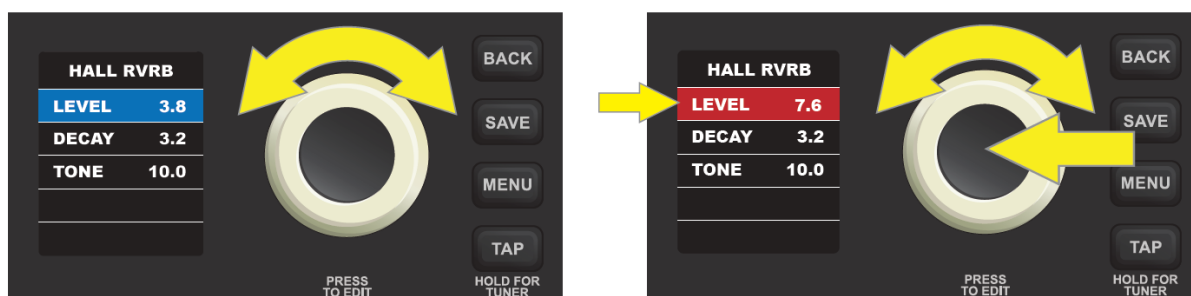 HALL RVRB
LEVEL 3.8
DECAY 3.2
TONE 10.0
BACK
SAVE
MENU
TAP
PRESS
TO EDIT
HOLD FOR
TUNER
HALL RVRB
LEVEL 7.6
DECAY 3.2
TONE 10.0
BACK
SAVE
MENU
TAP
PRESS
TO EDIT
HOLD FOR
TUNER